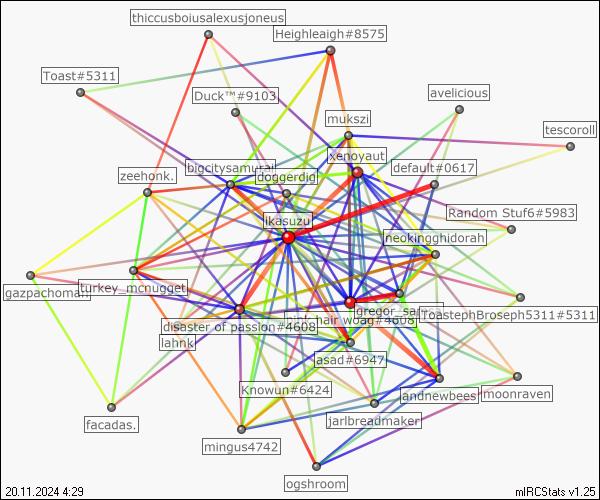 thiccusboiusalexusjoneus
Heighleaigh#8575
Toast#5311
Duck™#9103
avelicious
mukszi
tescoroll
xenoyaut
zeehonk.
bigcitysamurai
default#0617
doggerdig
Random Stuf6#5983
ikasuzu
neokingghidorah
gazpachoman
turkey_mcnugget
gregor_sa
hair woag#4608
ToastephBroseph5311#5311
disaster of passion#4608
lahnk
asad#6947
Knowun#6424
andnewbees
moonraven
facadas.
jarlbreadmaker
mingus4742
ogshroom
20.11.2024 4:29
mIRCStats v1.25